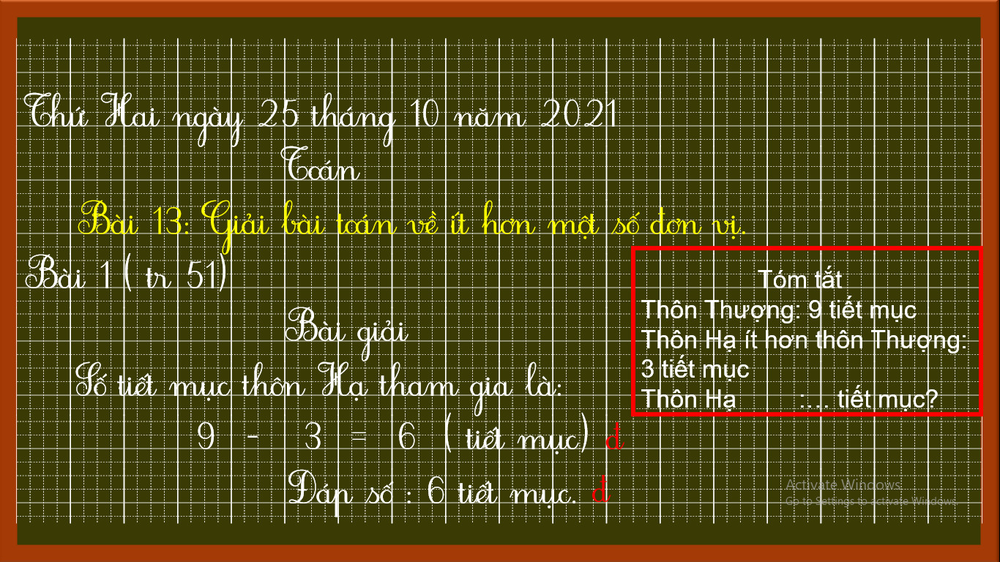 Thứ Hai ngày 25 tháng 10 năm 2021
Toán
Bài 13: Giải bài toán về ít hơn một số đơn vị.
Bài 1 ( tr 51)
Tóm tắt
Thôn Thượng: 9 tiết mục
Thôn Hạ ít hơn thôn Thượng:
3 tiết mục
Thôn Hạ :... tiết mục?
Bài giải
Số tiết mục thôn Hạ tham gia là:
9 - 3 = 6 ( tiết mục) đ
Đáp số : 6 tiết mục. đ
Activate Windows
Go to Settings to activate Windows.